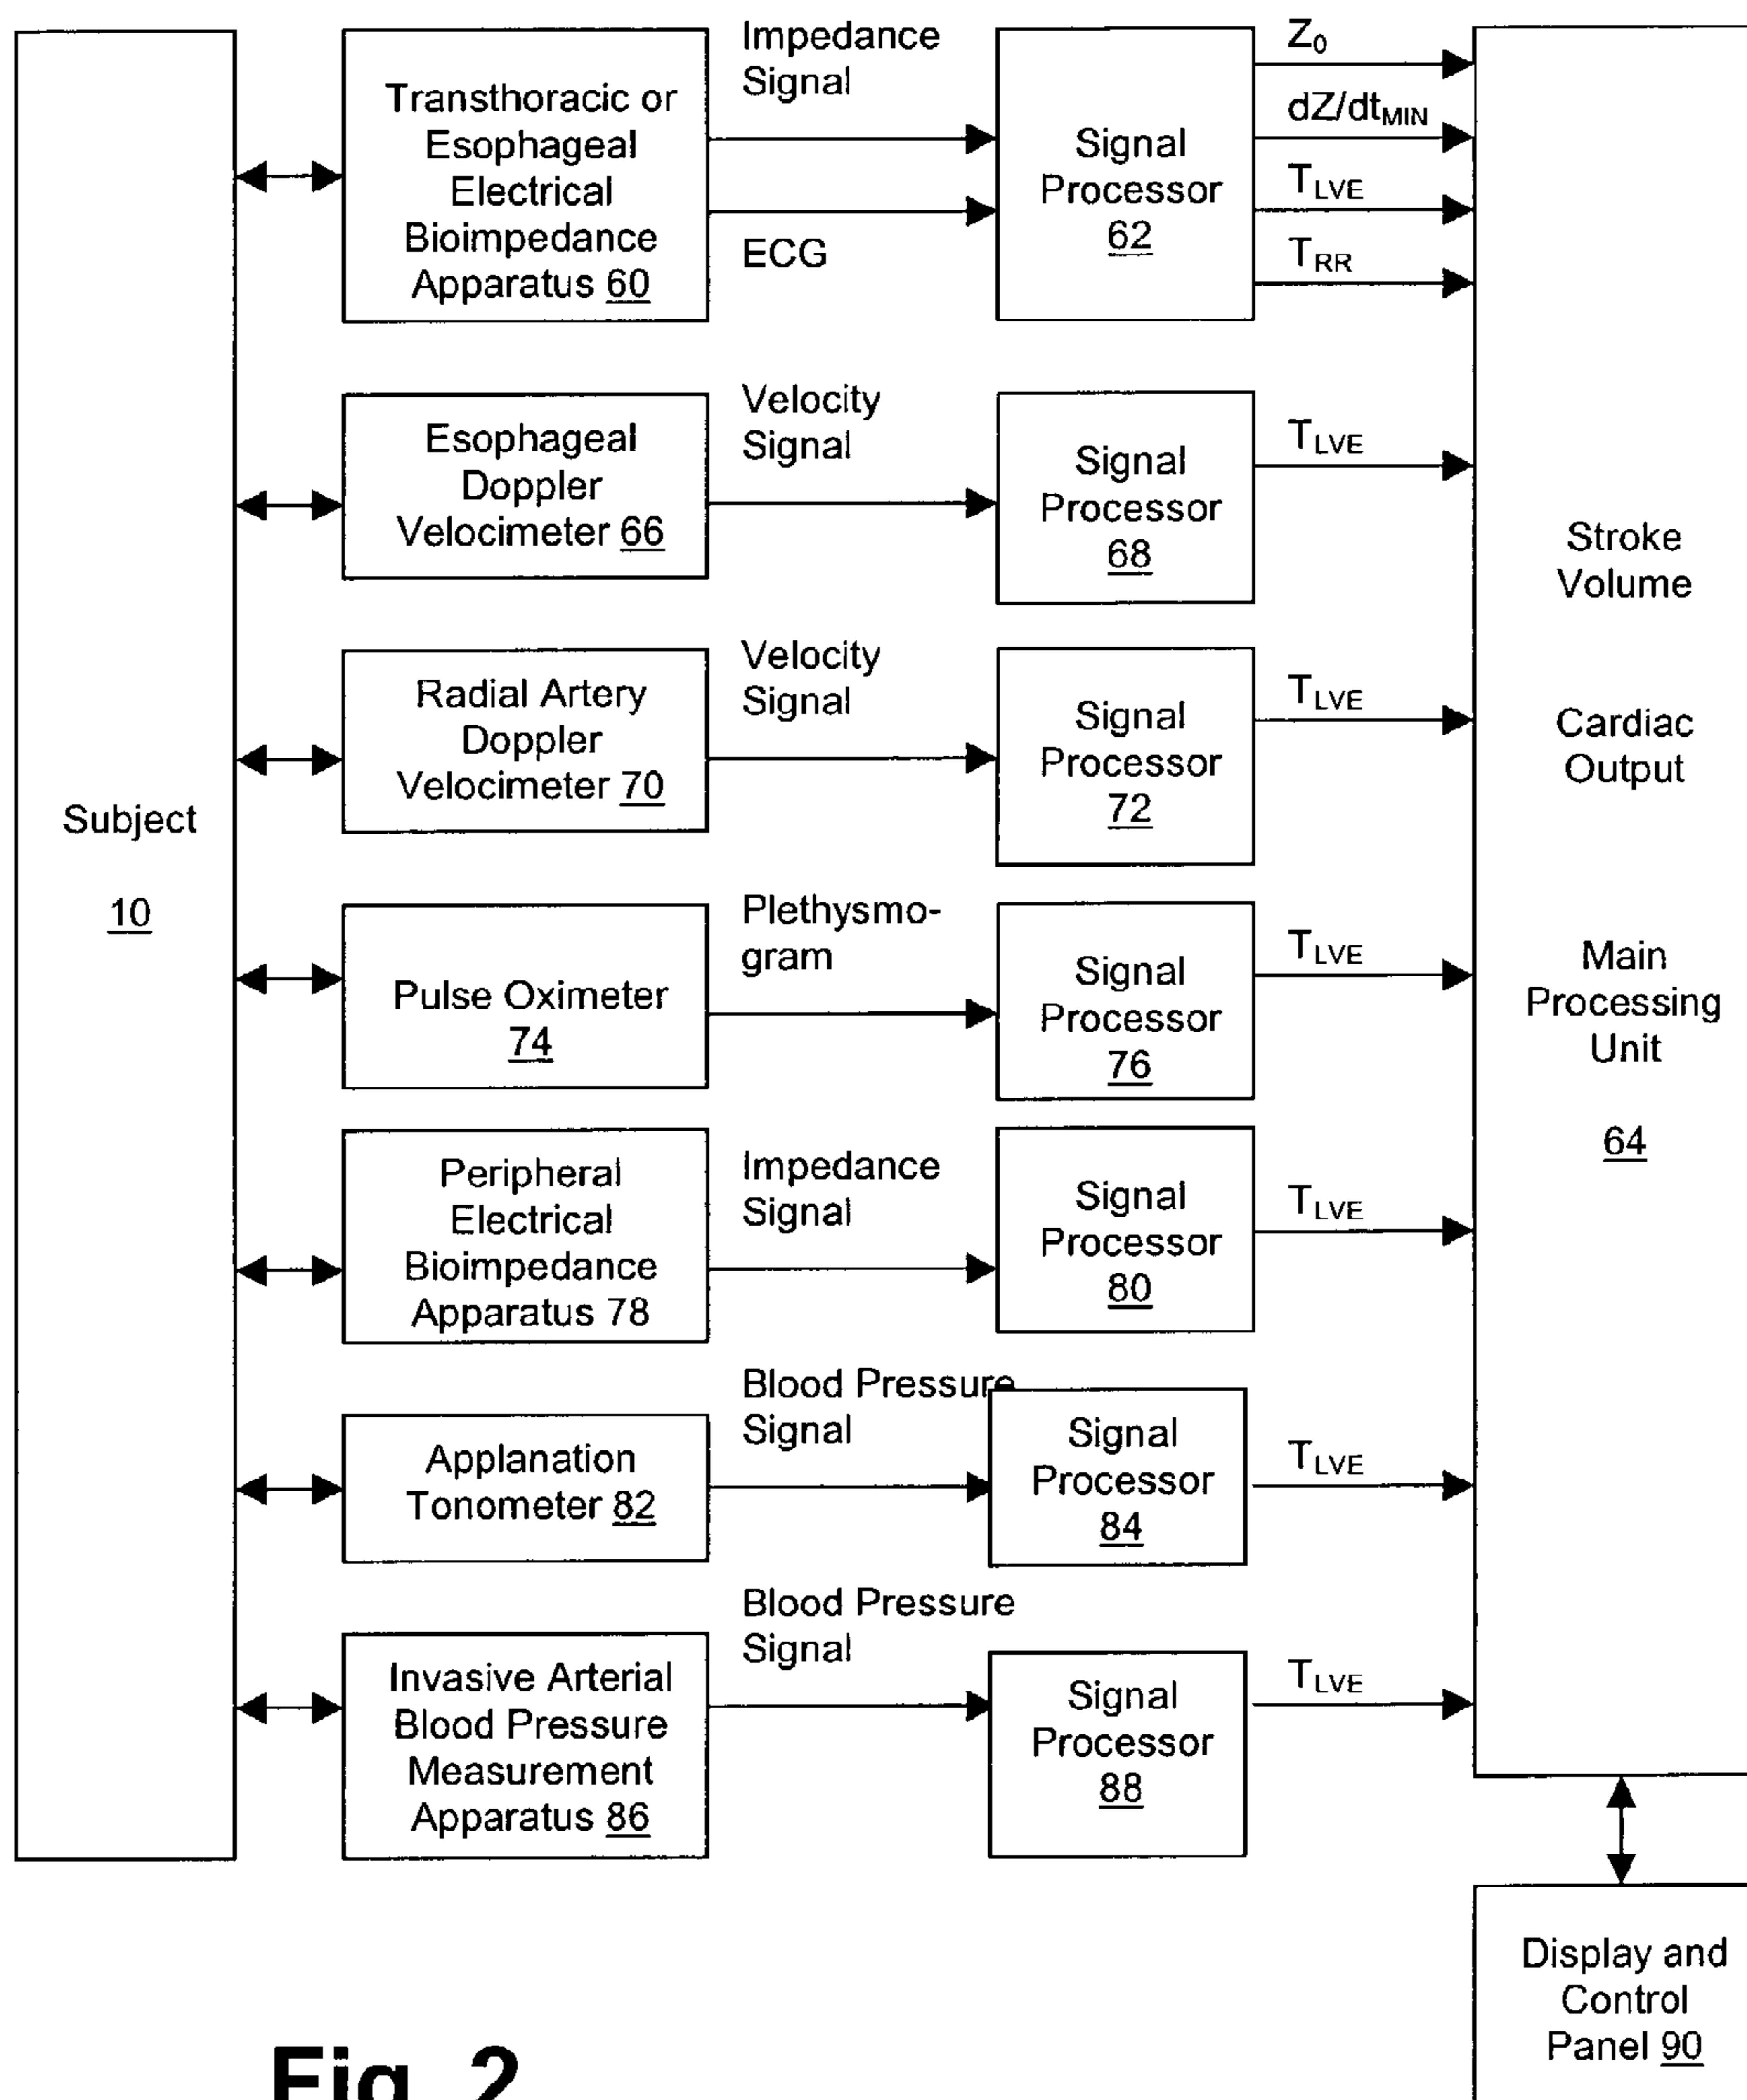 Subject
10
Transthoracic or
Esophageal
Electrical
Bioimpedance
Apparatus 60
Impedance
Signal
ECG
Signal
Processor
62
Z0
dZ/dtMIN
TLVE
TRR
Esophageal
Doppler
Velocimeter 66
Velocity
Signal
Signal
Processor
68
TLVE
Radial Artery
Doppler
Velocimeter 70
Velocity
Signal
Signal
Processor
72
TLVE
Pulse Oximeter
74
Plethysmo-
gram
Signal
Processor
76
TLVE
Peripheral
Electrical
Bioimpedance
Apparatus 78
Impedance
Signal
Signal
Processor
80
TLVE
Applanation
Tonometer 82
Blood Pressure
Signal
Signal
Processor
84
TLVE
Invasive Arterial
Blood Pressure
Measurement
Apparatus 86
Blood Pressure
Signal
Signal
Processor
88
TLVE
Stroke
Volume
Cardiac
Output
Main
Processing
Unit
64
Display and
Control
Panel 90
Fig. 2